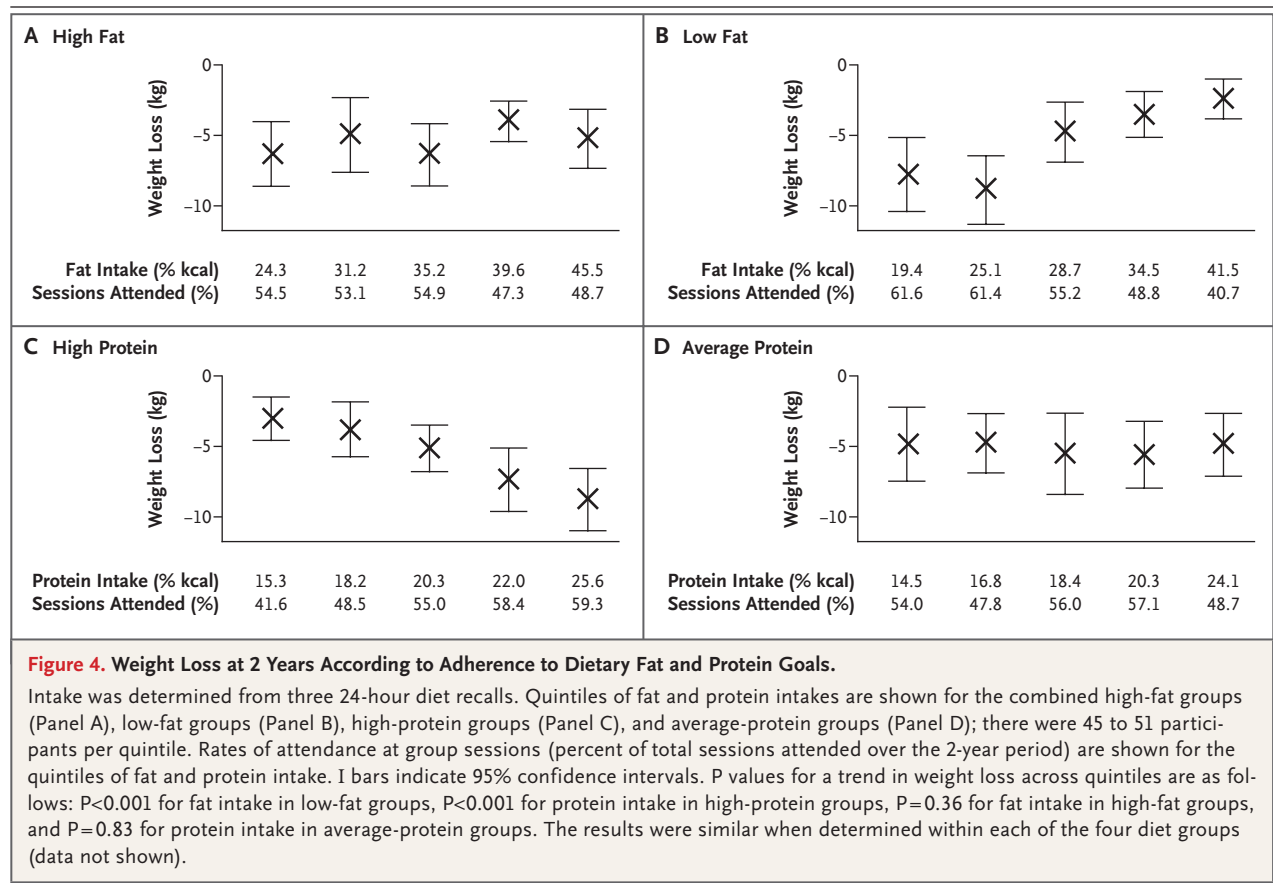 A High Fat
0
−5
−10
Weight Loss (kg)
Fat Intake (% kcal) 24.3 31.2 35.2 39.6 45.5
Sessions Attended (%) 54.5 53.1 54.9 47.3 48.7
B Low Fat
0
−5
−10
Weight Loss (kg)
Fat Intake (% kcal) 19.4 25.1 28.7 34.5 41.5
Sessions Attended (%) 61.6 61.4 55.2 48.8 40.7
C High Protein
0
−5
−10
Weight Loss (kg)
Protein Intake (% kcal) 15.3 18.2 20.3 22.0 25.6
Sessions Attended (%) 41.6 48.5 55.0 58.4 59.3
D Average Protein
0
−5
−10
Weight Loss (kg)
Protein Intake (% kcal) 14.5 16.8 18.4 20.3 24.1
Sessions Attended (%) 54.0 47.8 56.0 57.1 48.7
Figure 4. Weight Loss at 2 Years According to Adherence to Dietary Fat and Protein Goals.
Intake was determined from three 24-hour diet recalls. Quintiles of fat and protein intakes are shown for the combined high-fat groups
(Panel A), low-fat groups (Panel B), high-protein groups (Panel C), and average-protein groups (Panel D); there were 45 to 51 partici-
pants per quintile. Rates of attendance at group sessions (percent of total sessions attended over the 2-year period) are shown for the
quintiles of fat and protein intake. I bars indicate 95% confidence intervals. P values for a trend in weight loss across quintiles are as fol-
lows: P<0.001 for fat intake in low-fat groups, P<0.001 for protein intake in high-protein groups, P=0.36 for fat intake in high-fat groups,
and P=0.83 for protein intake in average-protein groups. The results were similar when determined within each of the four diet groups
(data not shown).